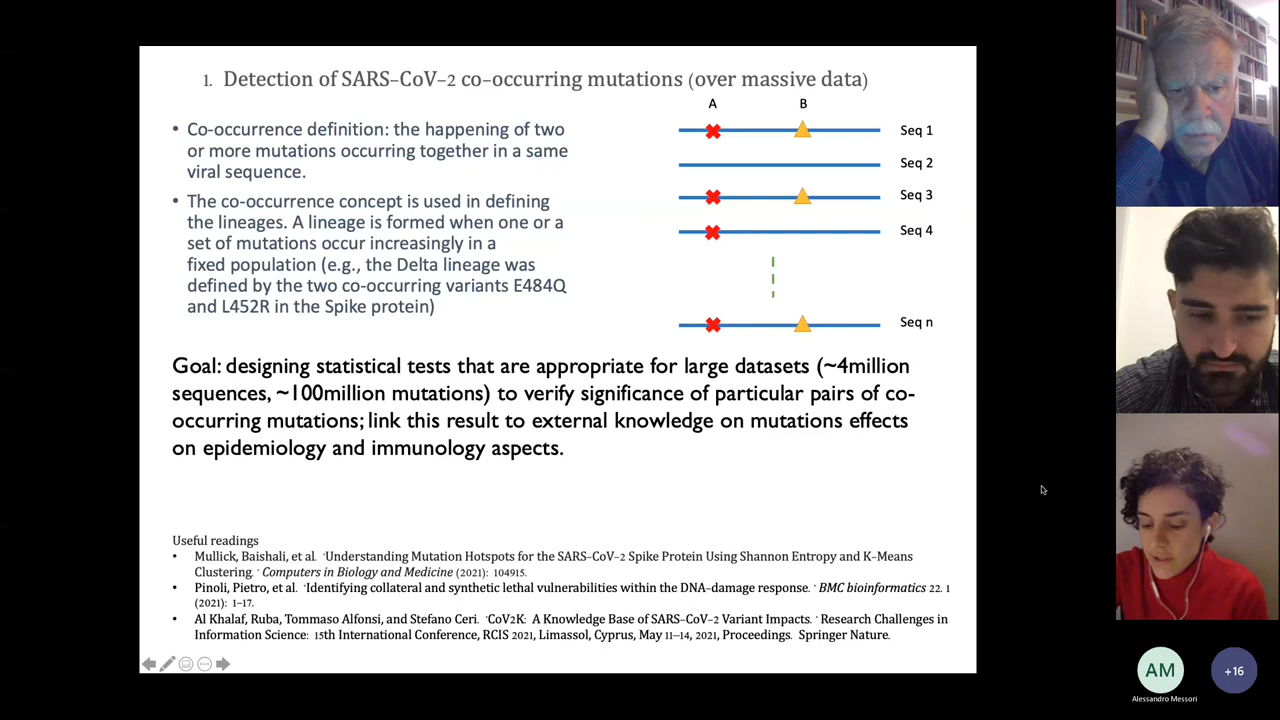 1. Detection of SARS-CoV-2 co-occurring mutations (over massive data)
• Co-occurrence definition: the happening of two
or more mutations occurring together in a same
viral sequence.
• The co-occurrence concept is used in defining
the lineages. A lineage is formed when one or a
set of mutations occur increasingly in a
fixed population (e.g., the Delta lineage was
defined by the two co-occurring variants E484Q
and L452R in the Spike protein)
A B
Seq 1
Seq 2
Seq 3
Seq 4
Seq n
Goal: designing statistical tests that are appropriate for large datasets (~4million
sequences, ~100million mutations) to verify significance of particular pairs of co-
occurring mutations; link this result to external knowledge on mutations effects
on epidemiology and immunology aspects.
Useful readings
• Mullick, Baishali, et al. "Understanding Mutation Hotspots for the SARS-CoV-2 Spike Protein Using Shannon Entropy and K-Means
Clustering." Computers in Biology and Medicine (2021): 104915.
• Pinoli, Pietro, et al. "Identifying collateral and synthetic lethal vulnerabilities within the DNA-damage response." BMC bioinformatics 22. 1
(2021): 1-17.
• Al Khalaf, Ruba, Tommaso Alfonsi, and Stefano Ceri. "CoV2K: A Knowledge Base of SARS-CoV-2 Variant Impacts." Research Challenges in
Information Science: 15th International Conference, RCIS 2021, Limassol, Cyprus, May 11–14, 2021, Proceedings. Springer Nature.
AM
Alessandro Messori
+16